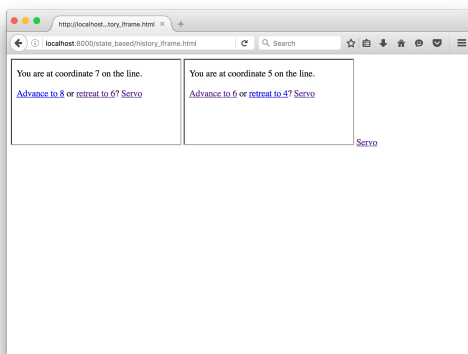 http://localhost...tory_iframe.html
localhost:8000/state_based/history_iframe.html
Search
You are at coordinate 7 on the line.
Advance to 8 or retreat to 6? Servo
You are at coordinate 5 on the line.
Advance to 6 or retreat to 4? Servo
Servo